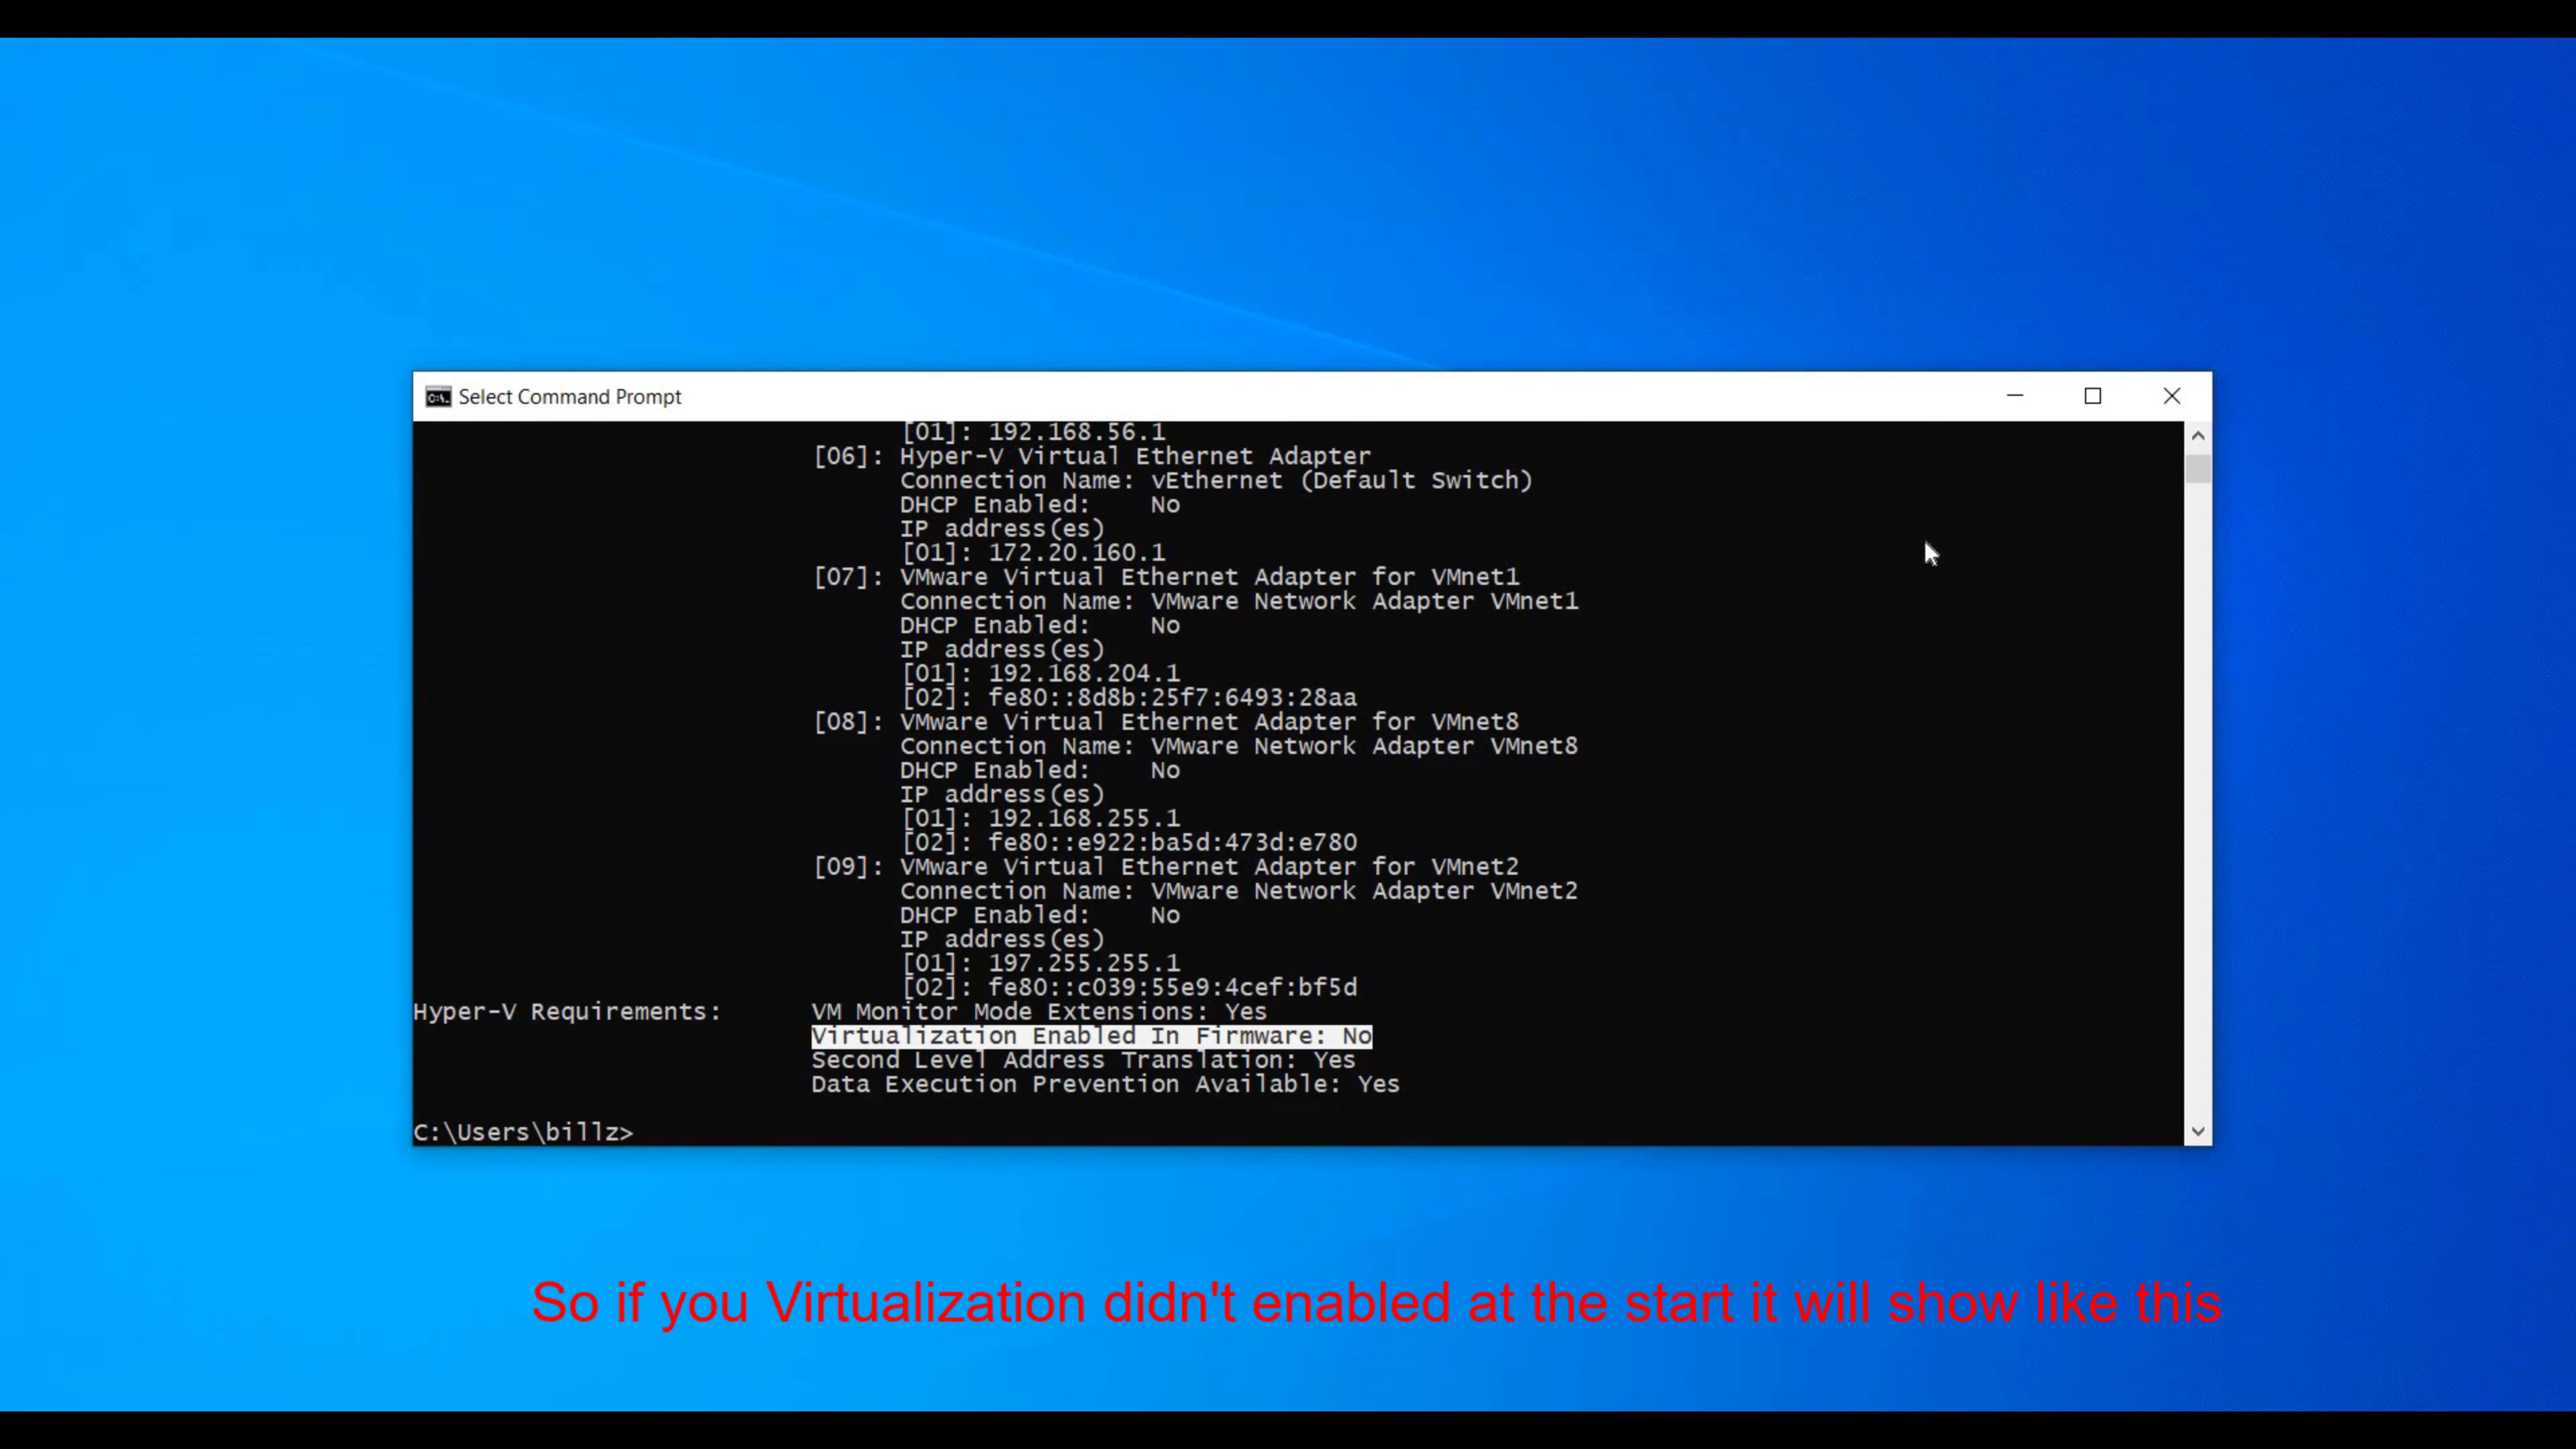 Select Command Prompt
[01]: 192.168.56.1
[06]: Hyper-V Virtual Ethernet Adapter
Connection Name: vEthernet (Default Switch)
DHCP Enabled: No
IP address(es)
[01]: 172.20.160.1
[07]: VMware Virtual Ethernet Adapter for VMnet1
Connection Name: VMware Network Adapter VMnet1
DHCP Enabled: No
IP address(es)
[01]: 192.168.204.1
[02]: fe80::8d8b:25f7:6493:28aa
[08]: VMware Virtual Ethernet Adapter for VMnet8
Connection Name: VMware Network Adapter VMnet8
DHCP Enabled: No
IP address(es)
[01]: 192.168.255.1
[02]: fe80::e922:ba5d:473d:e780
[09]: VMware Virtual Ethernet Adapter for VMnet2
Connection Name: VMware Network Adapter VMnet2
DHCP Enabled: No
IP address(es)
[01]: 197.255.255.1
[02]: fe80::c039:55e9:4cef:bf5d
Hyper-V Requirements: VM Monitor Mode Extensions: Yes
Virtualization Enabled In Firmware: No
Second Level Address Translation: Yes
Data Execution Prevention Available: Yes
C:\Users\billz>
So if you Virtualization didn't enabled at the start it will show like this